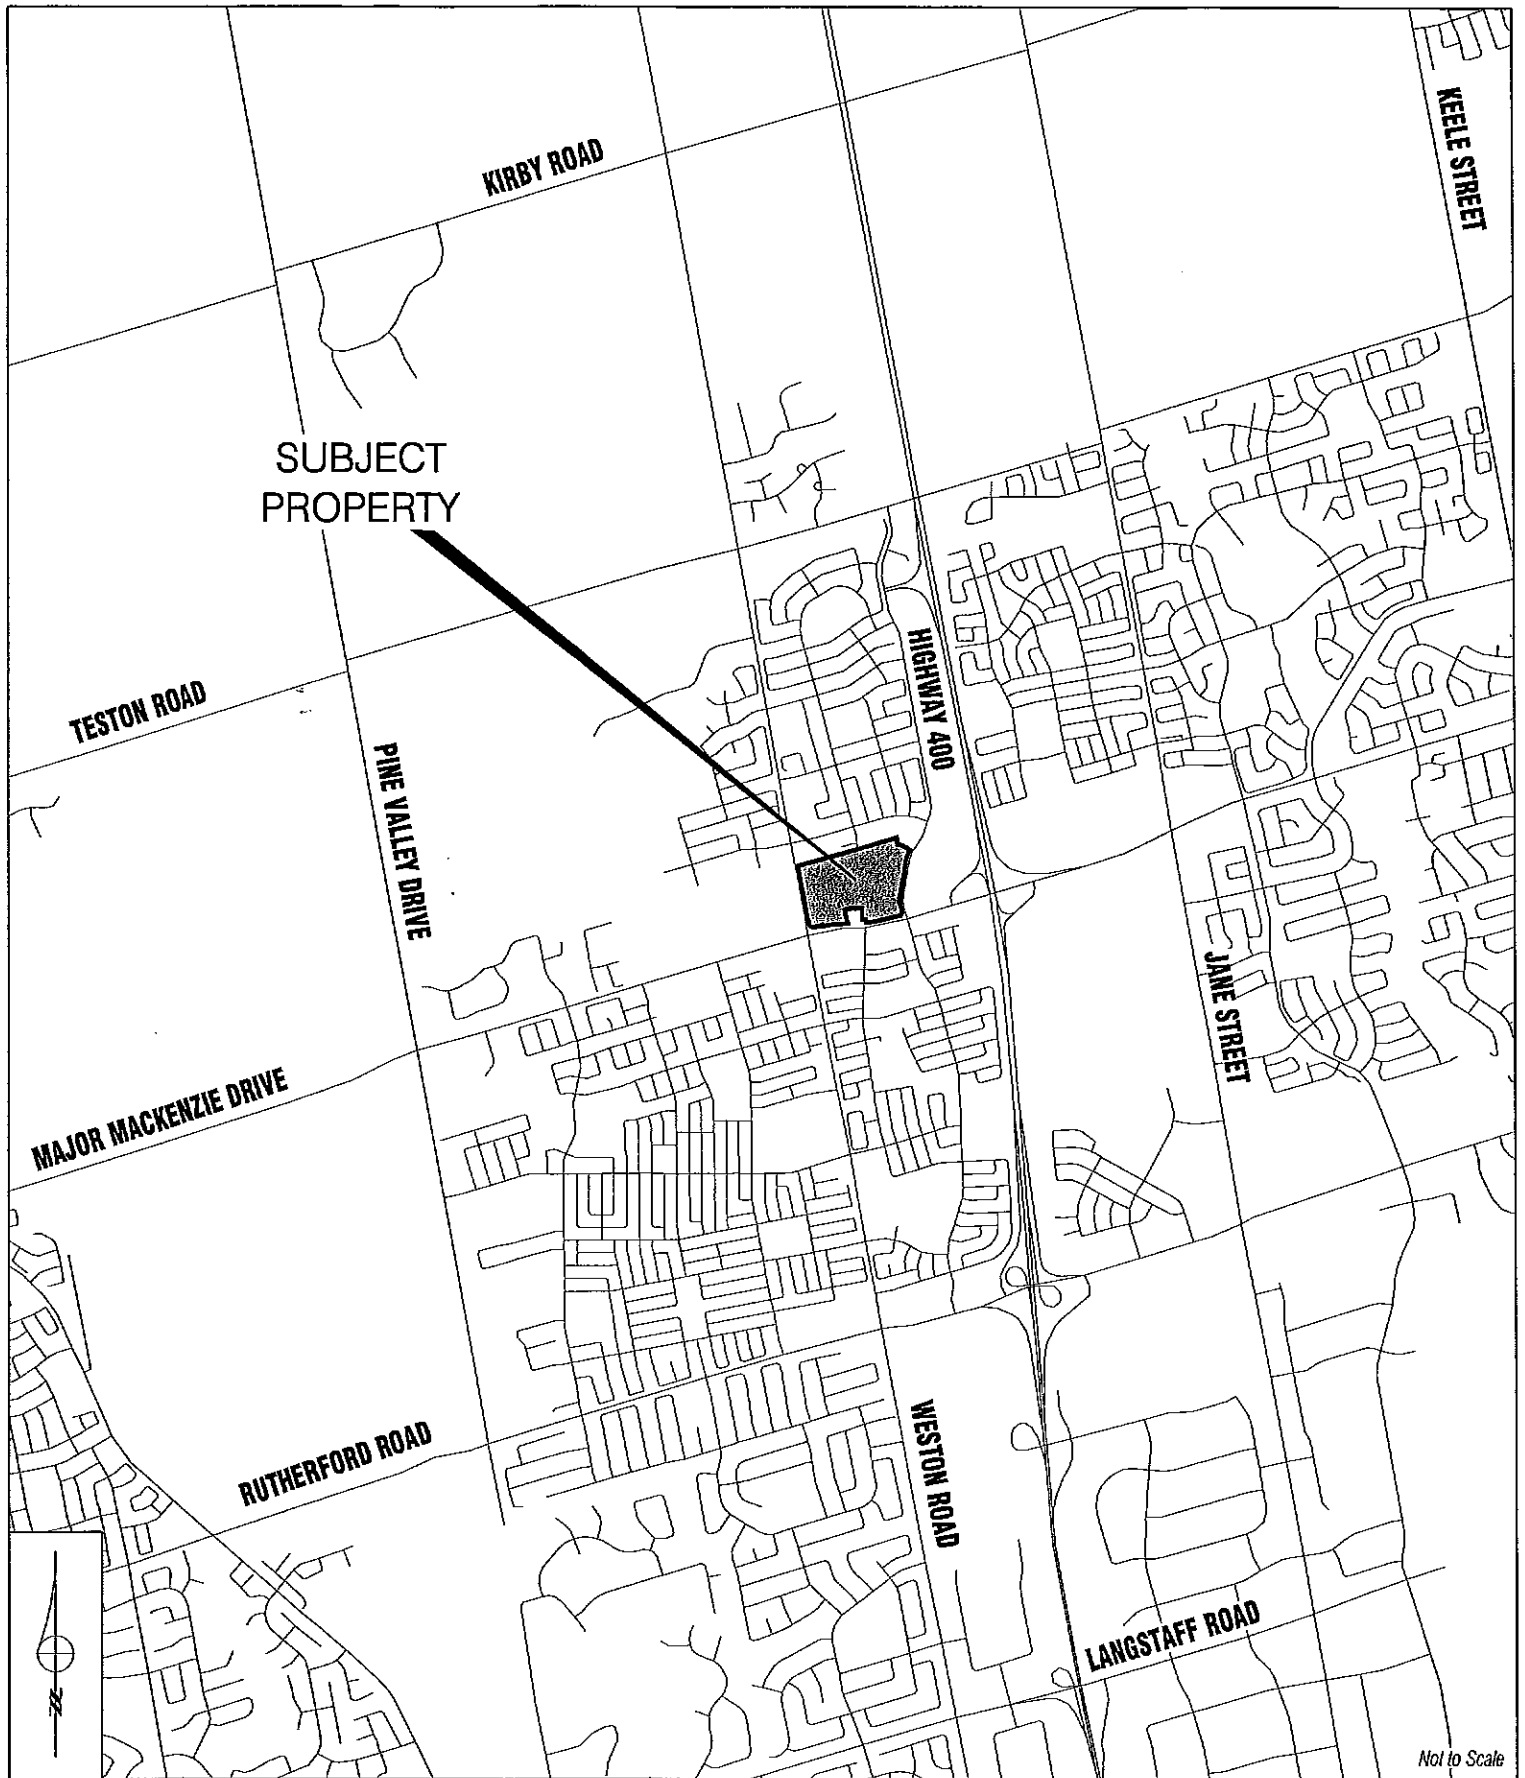 KIRBY ROAD
KEELE STREET
SUBJECT
PROPERTY
HIGHWAY 400
TESTON ROAD
PINE VALLEY DRIVE
JANE STREET
MAJOR MACKENZIE DRIVE
WESTON ROAD
RUTHERFORD ROAD
LANGSTAFF ROAD
N
Not to Scale